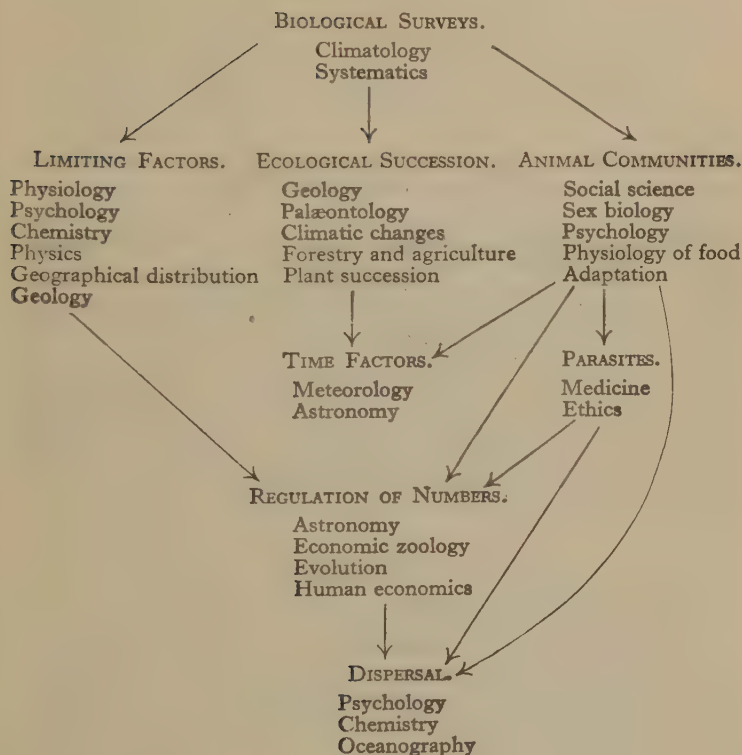 BIOLOGICAL SURVEYS.
Climatology
Systematics
LIMITING FACTORS.
Physiology
Psychology
Chemistry
Physics
Geographical distribution
Geology
ECOLOGICAL SUCCESSION.
Geology
Palæontology
Climatic changes
Forestry and agriculture
Plant succession
ANIMAL COMMUNITIES.
Social science
Sex biology
Psychology
Physiology of food
Adaptation
TIME FACTORS.
Meteorology
Astronomy
PARASITES.
Medicine
Ethics
REGULATION OF NUMBERS.
Astronomy
Economic zoology
Evolution
Human economics
DISPERSAL.
Psychology
Chemistry
Oceanography